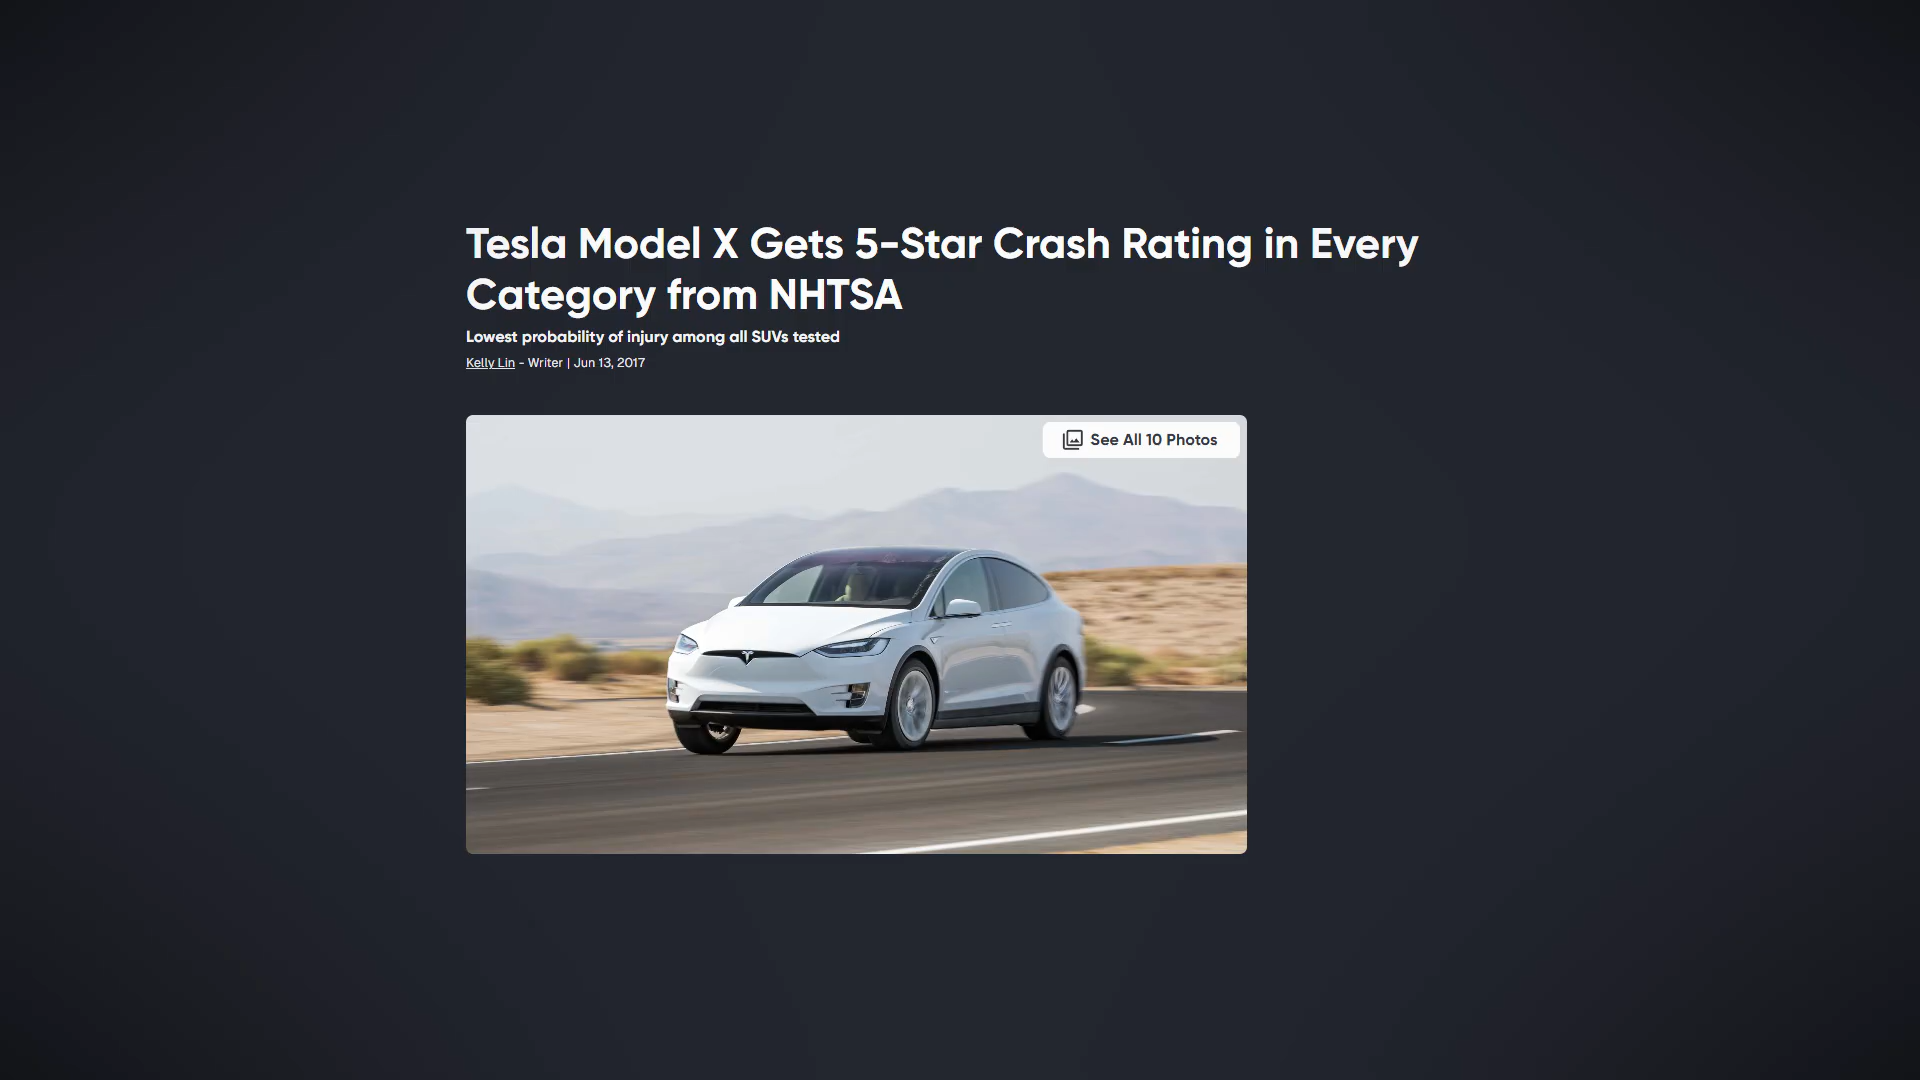 Tesla Model X Gets 5-Star Crash Rating in Every
Category from NHTSA
Lowest probability of injury among all SUVs tested
Kelly Lin - Writer | Jun 13, 2017
See All 10 Photos